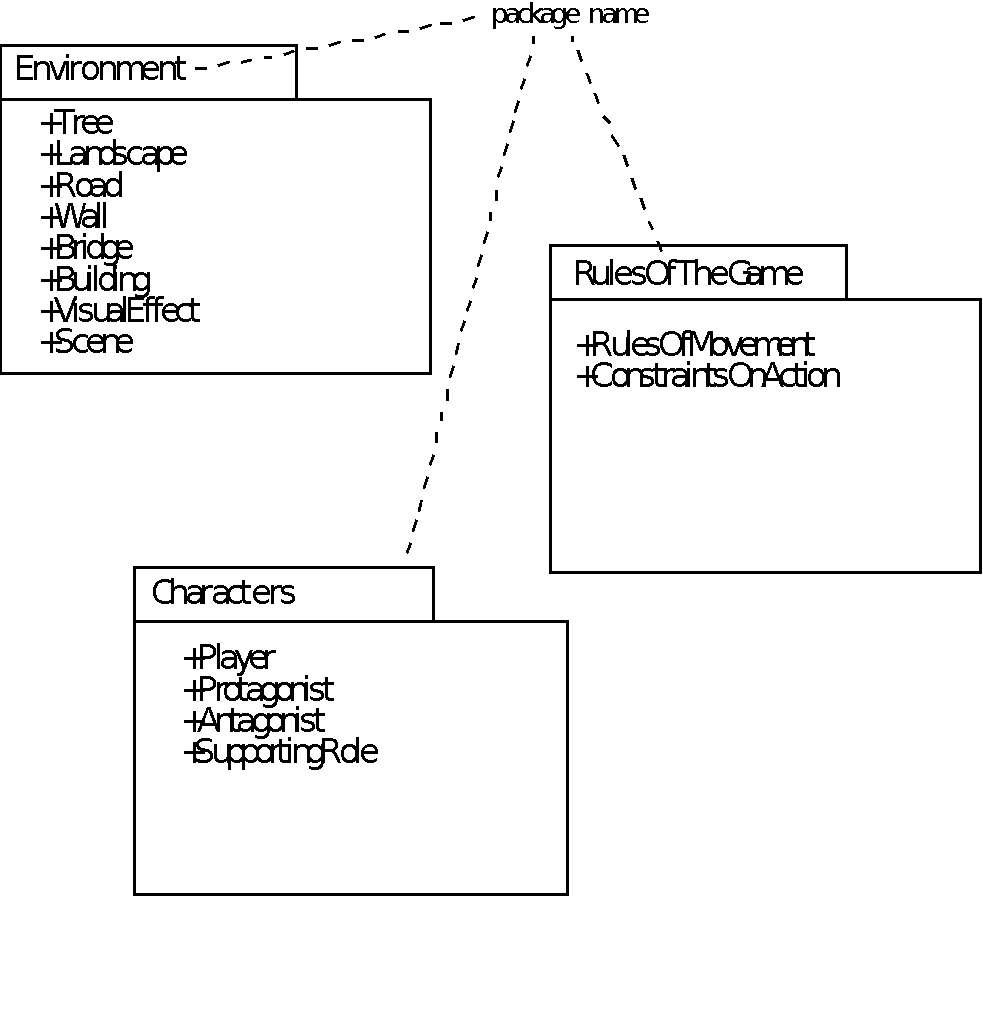 package name
Environment
+Tree
+Landscape
+Road
+Wall
+Bridge
+Building
+VisualEffect
+Scene
RulesOfTheGame
+RulesOfMovement
+ConstraintsOnAction
Characters
+Player
+Protagonist
+Antagonist
+SupportingRole